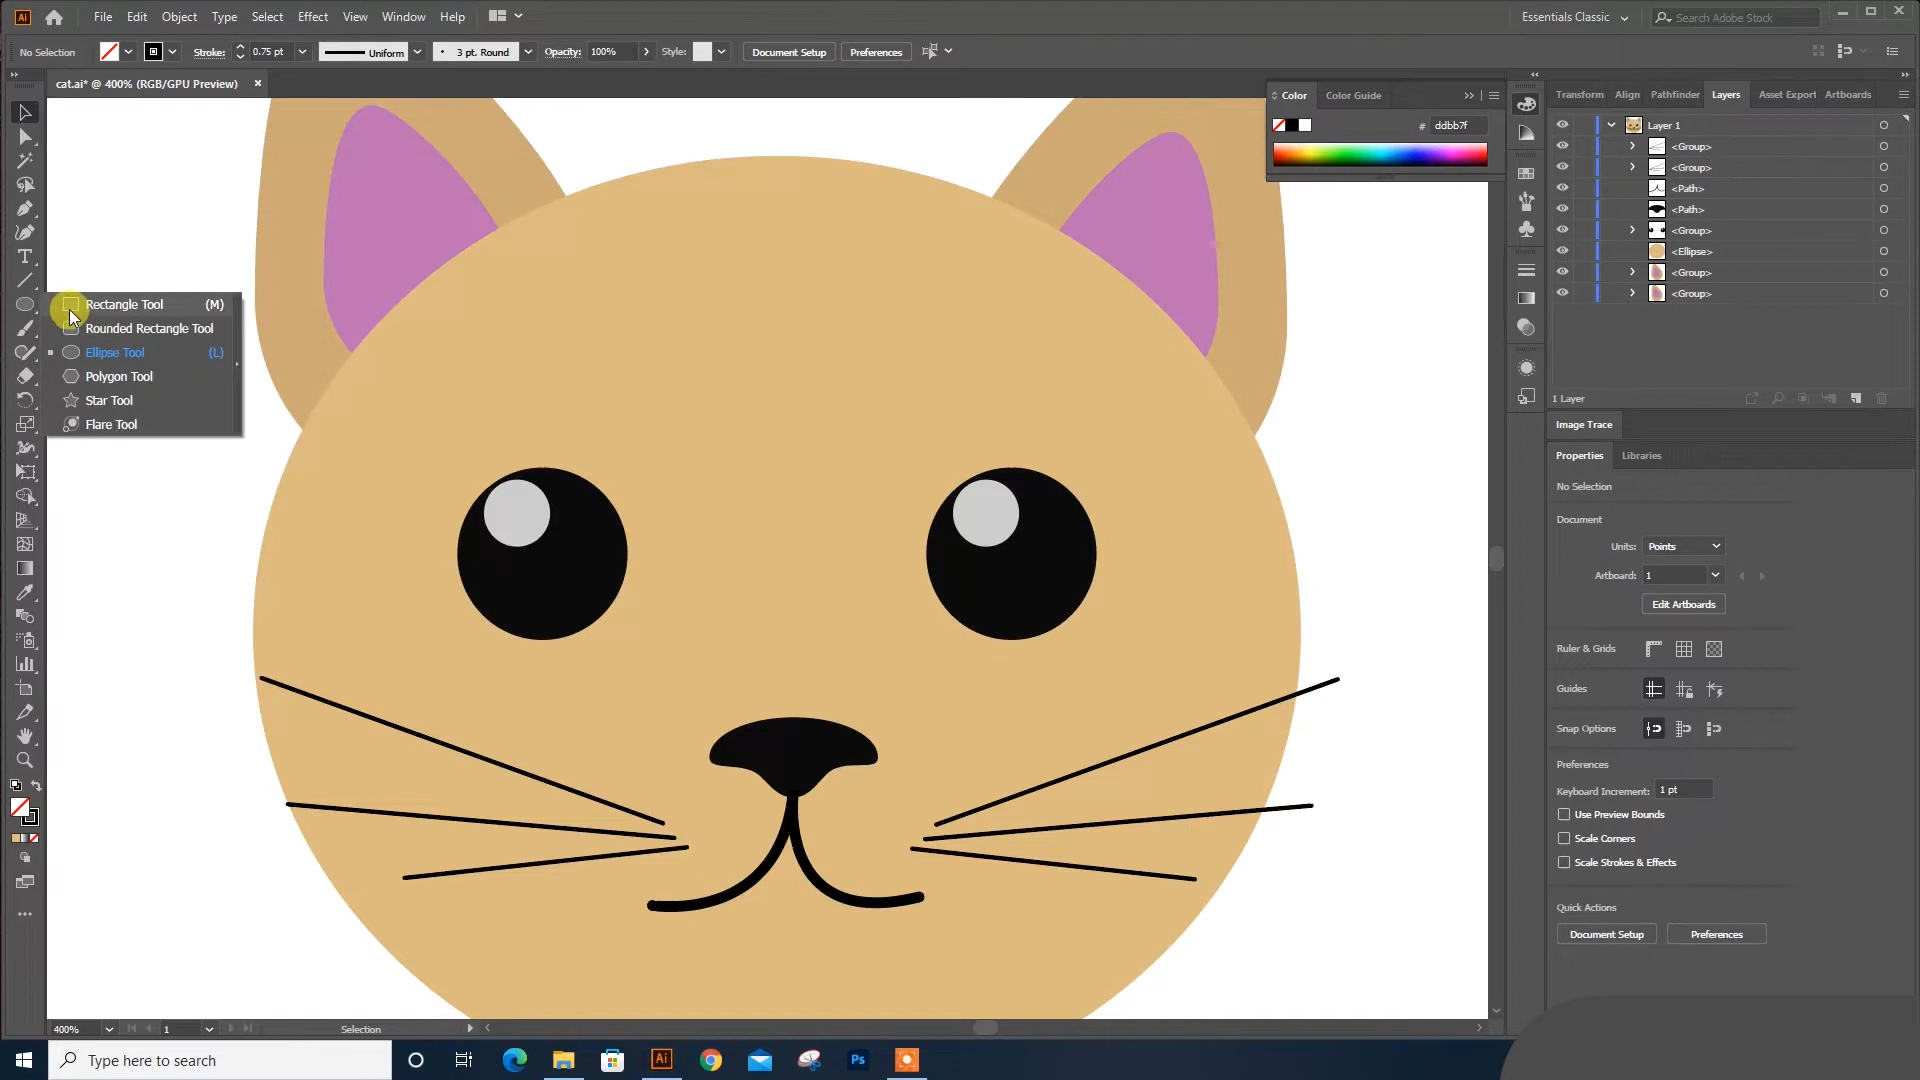 Ai File Edit Object Type Select Effect View Window Help Essentials Classic Search Adobe Stock
No Selection Stroke: 0.75 pt Uniform 3 pt. Round Opacity: 100% Style: Document Setup Preferences
cat.ai* @ 400% (RGB/GPU Preview)
Color Color Guide
# ddbb7f
Transform Align Pathfinder Layers Asset Export Artboards
Layer 1
<Group>
<Group>
<Path>
<Path>
<Group>
<Ellipse>
<Group>
<Group>
1 Layer
Rectangle Tool (M)
Rounded Rectangle Tool
Ellipse Tool (L)
Polygon Tool
Star Tool
Flare Tool
Image Trace
Properties Libraries
No Selection
Document
Units: Points
Artboard: 1
Edit Artboards
Ruler & Grids
Guides
Snap Options
Preferences
Keyboard Increment: 1 pt
Use Preview Bounds
Scale Corners
Scale Strokes & Effects
Quick Actions
Document Setup Preferences
400% 1 Selection
Type here to search Ai Ps